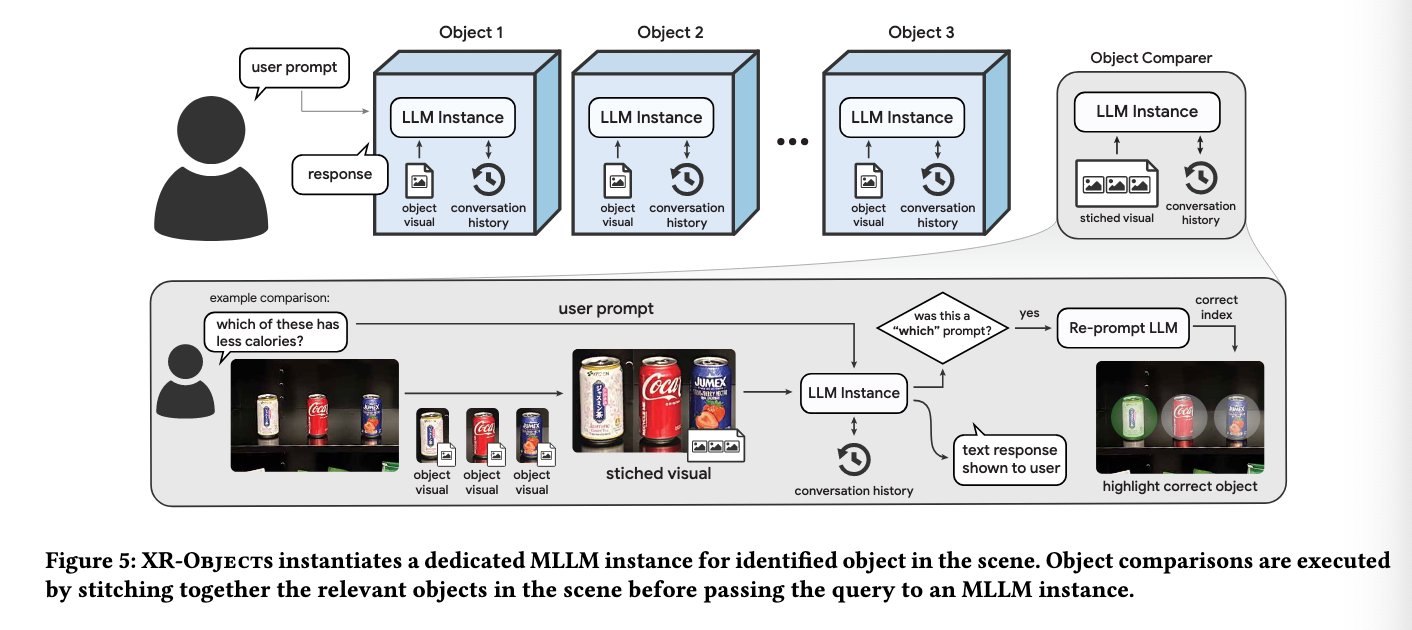 Object 1
Object 2
Object 3
Object Comparer
user prompt
response
LLM Instance
object
visual
conversation
history
LLM Instance
object
visual
conversation
history
•••
LLM Instance
object
visual
conversation
history
LLM Instance
stiched visual
conversation
history
example comparison:
which of these has
less calories?
user prompt
object
visual
object
visual
object
visual
Coca
JUMEX
stiched visual
LLM Instance
conversation history
was this a
“which” prompt?
yes
Re-prompt LLM
correct
index
text response
shown to user
highlight correct object
Figure 5: XR-Objects instantiates a dedicated MLLM instance for identified object in the scene. Object comparisons are executed
by stitching together the relevant objects in the scene before passing the query to an MLLM instance.